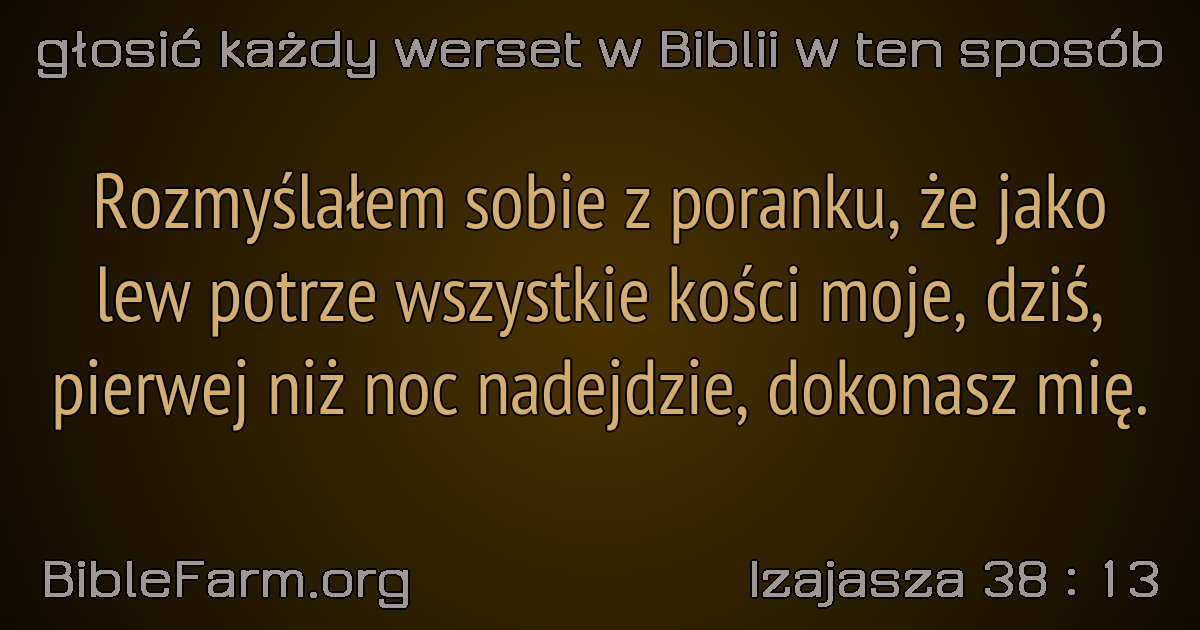 głosić każdy werset w Biblii w ten sposób
Rozmyślałem sobie z poranku, że jako
lew potrze wszystkie kości moje, dziś,
pierwej niż noc nadejdzie, dokonasz mię.
BibleFarm.org
Izajasza 38 : 13